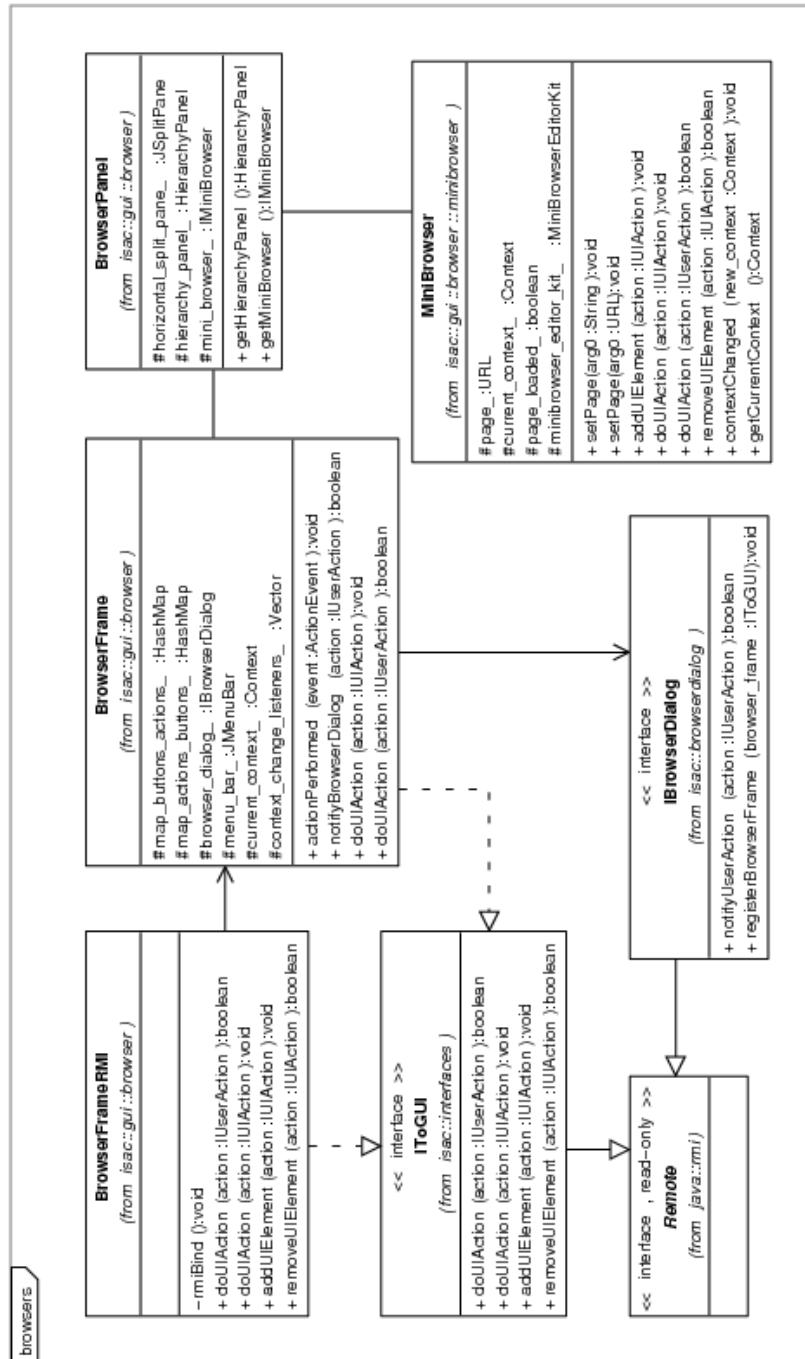 browsers
BrowserFrameRMI
(from isac::gui::browser )
-rmiBind ():void
+ doUIAction (action :IUserAction ):boolean
+ doUIAction (action :IUIAction ):void
+ addUIElement (action :IUIAction ):void
+ removeUIElement (action :IUIAction ):boolean
BrowserFrame
(from isac::gui::browser )
#map_buttons_actions_ :HashMap
#map_actions_buttons_ :HashMap
#browser_dialog_ :IBrowserDialog
#menu_bar_ :JMenuBar
#current_context_ :Context
#context_change_listeners_ :Vector
+ actionPerformed (event :ActionEvent ):void
+ notifyBrowserDialog (action :IUserAction ):boolean
+ doUIAction (action :IUIAction ):void
+ doUIAction (action :IUserAction ):boolean
BrowserPanel
(from isac::gui::browser )
#horizontal_split_pane_ :JSplitPane
#hierarchy_panel_ :HierarchyPanel
#mini_browser_ :IMiniBrowser
+ getHierarchyPanel ():HierarchyPanel
+ getMiniBrowser ():IMiniBrowser
<< interface >>
IToGUI
(from isac::interfaces )
+ doUIAction (action :IUserAction ):boolean
+ doUIAction (action :IUIAction ):void
+ addUIElement (action :IUIAction ):void
+ removeUIElement (action :IUIAction ):boolean
MiniBrowser
(from isac::gui::browser ::minibrowser )
#page_ :URL
#current_context_ :Context
#page_loaded_ :boolean
#minibrowser_editor_kit_ :MiniBrowserEditorKit
+ setPage(arg0 :String ):void
+ setPage(arg0 :URL):void
+ addUIElement (action :IUIAction ):void
+ doUIAction (action :IUIAction ):void
+ doUIAction (action :IUserAction ):boolean
+ removeUIElement (action :IUIAction ):boolean
+ contextChanged (new_context :Context ):void
+ getCurrentContext ():Context
<< interface , read-only >>
Remote
(from java::rmi )
<< interface >>
IBrowserDialog
(from isac::browserdialog )
+ notifyUserAction (action :IUserAction ):boolean
+ registerBrowserFrame (browser_frame :IToGUI):void